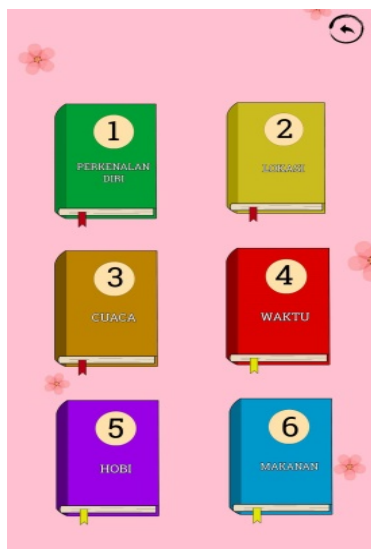 1
PERKENALAN
DIRI
2
LOKASI
3
CUACA
4
WAKTU
5
HOBI
6
MAKANAN